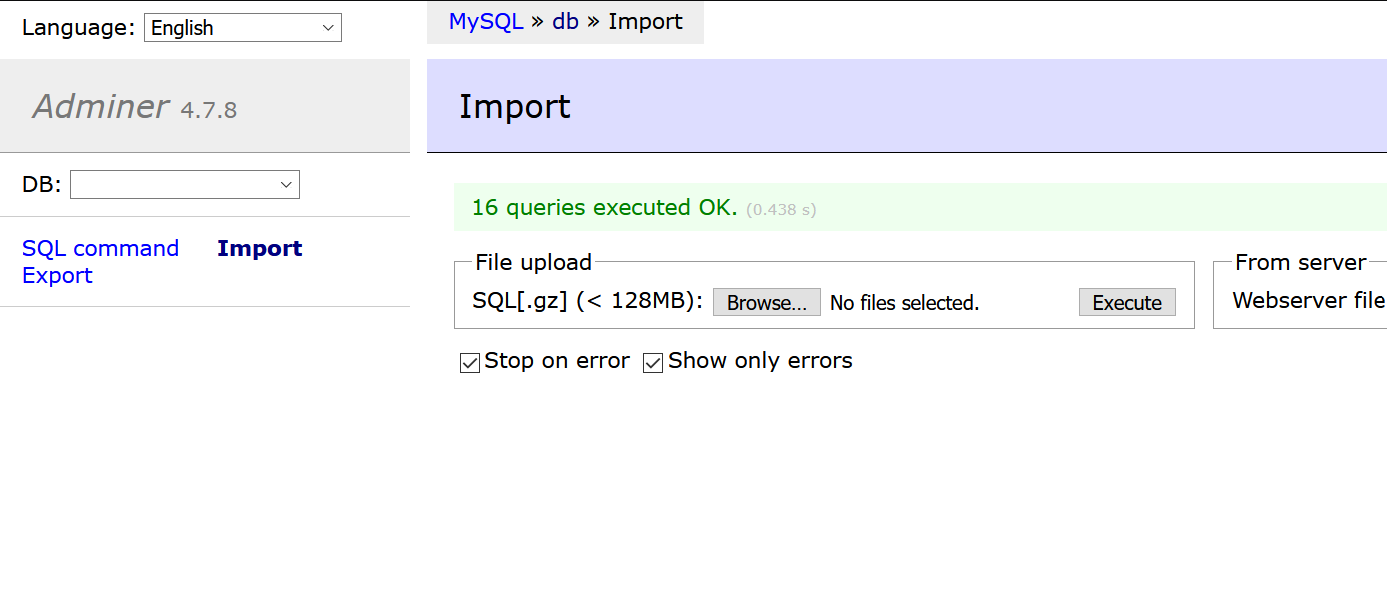 Language: English
MySQL » db » Import
Adminer 4.7.8
Import
DB:
16 queries executed OK. (0.438 s)
SQL command Import
Export
File upload
SQL[.gz] (< 128MB): Browse... No files selected. Execute
From server
Webserver file
Stop on error Show only errors